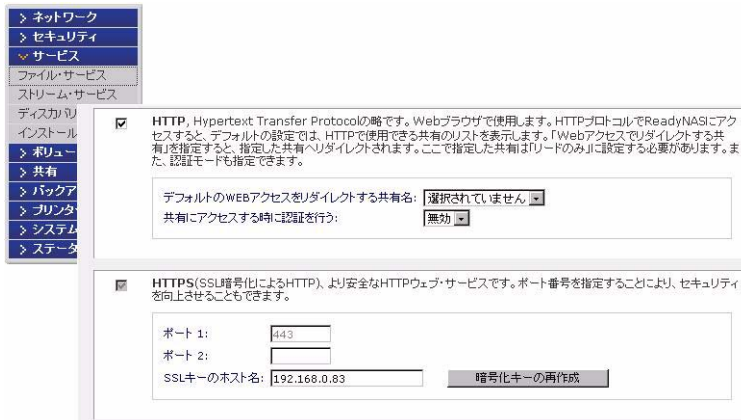 ネットワーク
セキュリティ
サービス
ファイル・サービス
ストリーム・サービス
ディスカバリ
インストール
ボリュー
共有
バックア
プリンタ
システム
ステータ
HTTP, Hypertext Transfer Protocolの略です。Webブラウザで使用します。HTTPプロトコルでReadyNASにアク
セスすると、デフォルトの設定では、HTTPで使用できる共有のリストを表示します。「Webアクセスでリダイレクトする共
有」を指定すると、指定した共有へリダイレクトされます。ここで指定した共有は「リードのみ」に設定する必要があります。ま
た、認証モードも指定できます。
デフォルトのWEBアクセスをリダイレクトする共有名: 選択されていません
共有にアクセスする時に認証を行う: 無効
HTTPS(SSL暗号化によるHTTP)、より安全なHTTPウェブ・サービスです。ポート番号を指定することにより、セキュリティ
を向上させることもできます。
ポート 1: 443
ポート 2:
SSLキーのホスト名: 192.168.0.83 暗号化キーの再作成